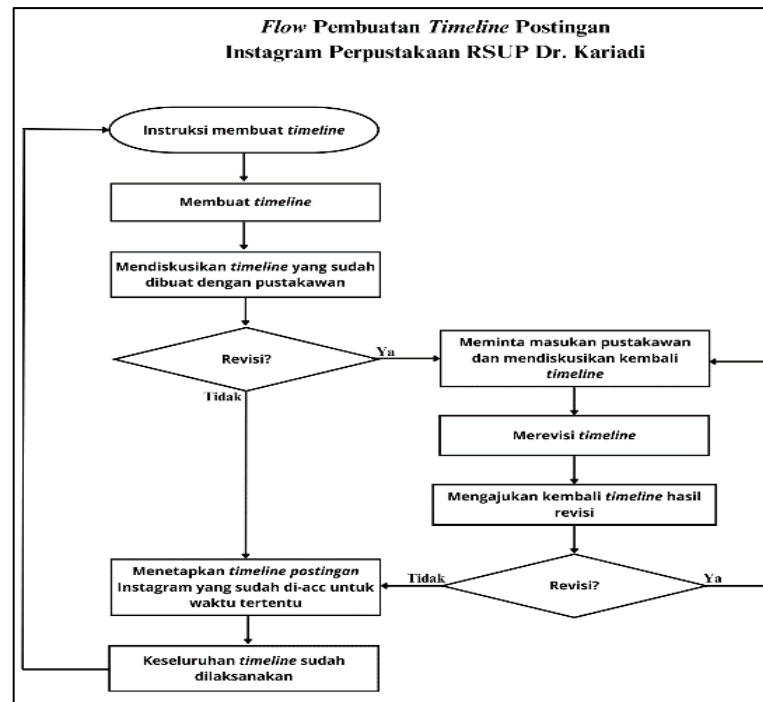 Flow Pembuatan Timeline Postingan
Instagram Perpustakaan RSUP Dr. Kariadi
Instruksi membuat timeline
Membuat timeline
Mendiskusikan timeline yang sudah
dibuat dengan pustakawan
Revisi?
Ya
Tidak
Meminta masukan pustakawan
dan mendiskusikan kembali
timeline
Merevisi timeline
Mengajukan kembali timeline hasil
revisi
Revisi?
Tidak
Ya
Menetapkan timeline postingan
Instagram yang sudah di-acc untuk
waktu tertentu
Keseluruhan timeline sudah
dilaksanakan